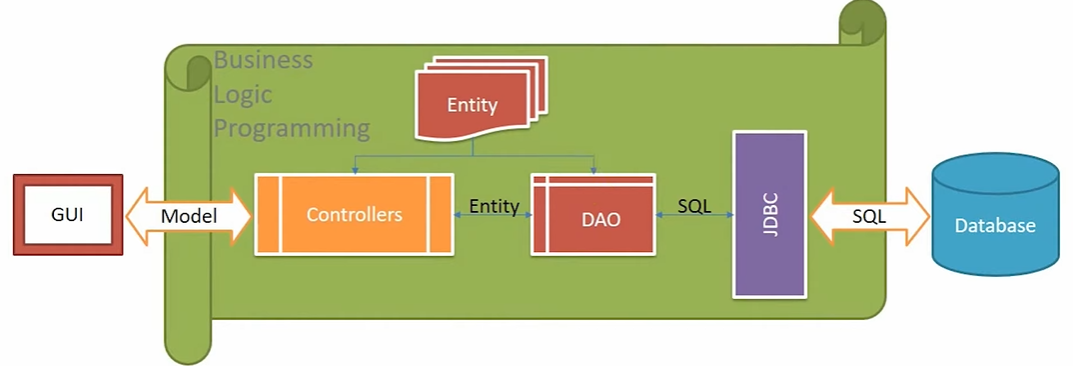 Business
Logic
Programming
Entity
GUI
Model
Controllers
Entity
DAO
SQL
JDBC
SQL
Database